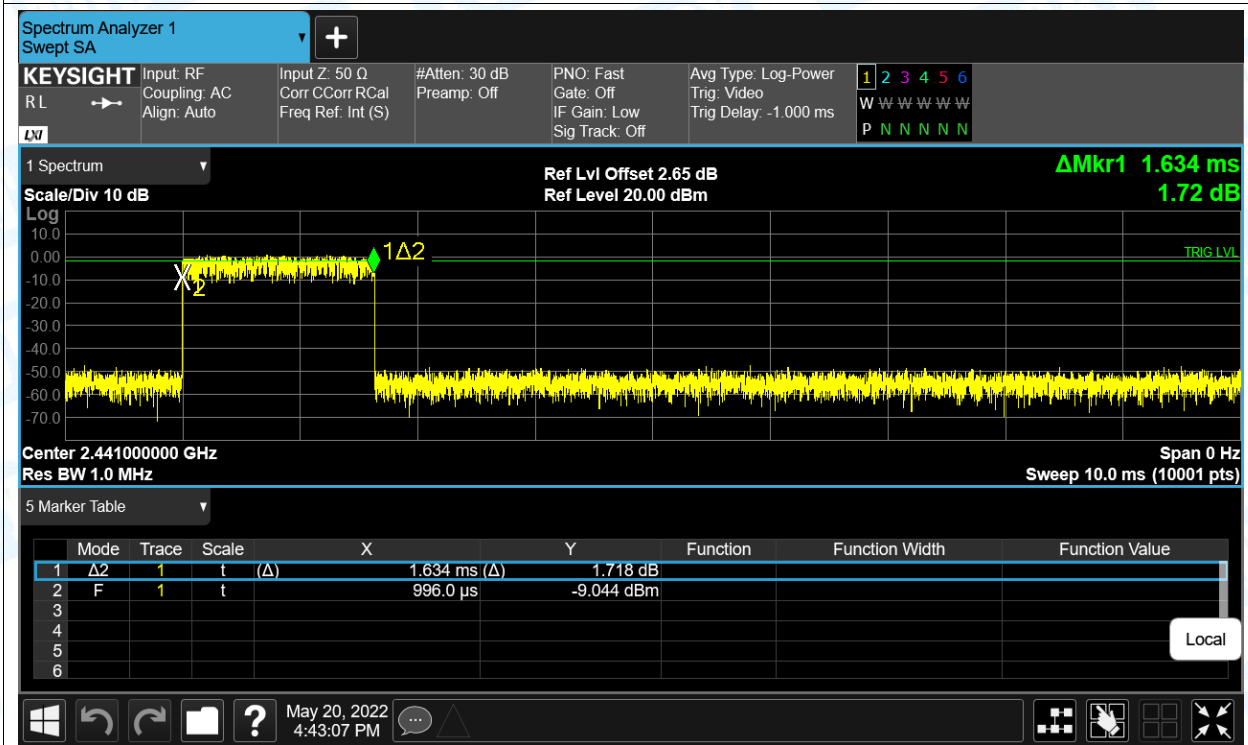 Spectrum Analyzer 1
Swept SA
KEYSIGHT Input: RF Input Z: 50 Ω #Atten: 30 dB PNO: Fast Avg Type: Log-Power 1 2 3 4 5 6
R L Coupling: AC Corr CCorr RCal Preamp: Off Gate: Off Trig: Video W W W W W W
Align: Auto Freq Ref: Int (S) IF Gain: Low Trig Delay: -1.000 ms
LXI Sig Track: Off P N N N N N
1 Spectrum Ref Lvl Offset 2.65 dB ΔMkr1 1.634 ms
Scale/Div 10 dB Ref Level 20.00 dBm 1.72 dB
Log
10.0
0.00 1Δ2 TRIG LVL
-10.0 2
-20.0
-30.0
-40.0
-50.0
-60.0
-70.0
Center 2.441000000 GHz Span 0 Hz
Res BW 1.0 MHz Sweep 10.0 ms (10001 pts)
5 Marker Table
Mode Trace Scale X Y Function Function Width Function Value
1 Δ2 1 t (Δ) 1.634 ms (Δ) 1.718 dB
2 F 1 t 996.0 µs -9.044 dBm
3
4
5
6
Local
?
May 20, 2022
4:43:07 PM